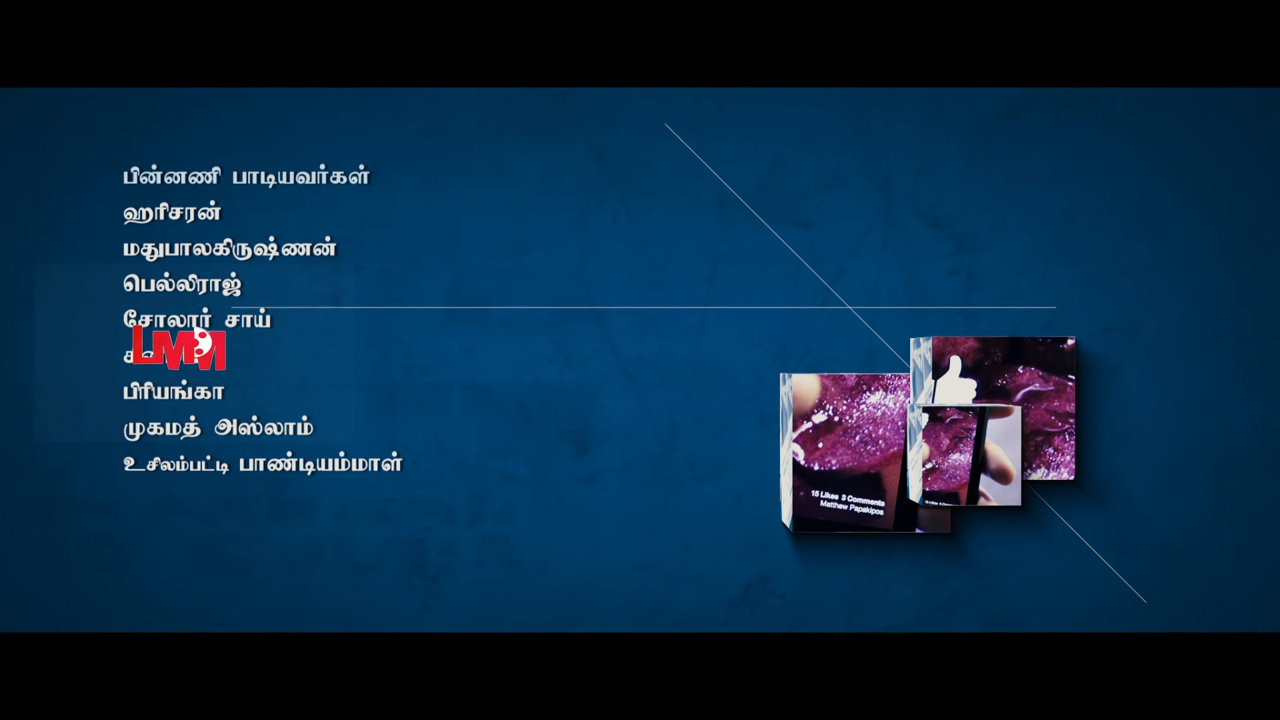 பின்னணி பாடியவர்கள்
ஹரிசரன்
மதுபாலகிருஷ்ணன்
பெல்லிராஜ்
சோலார் சாய்
LMM
பிரியங்கா
முகமத் அஸ்லாம்
உசிலம்பட்டி பாண்டியம்மாள்
15 Likes 3 Comments
Matthew Papakipos